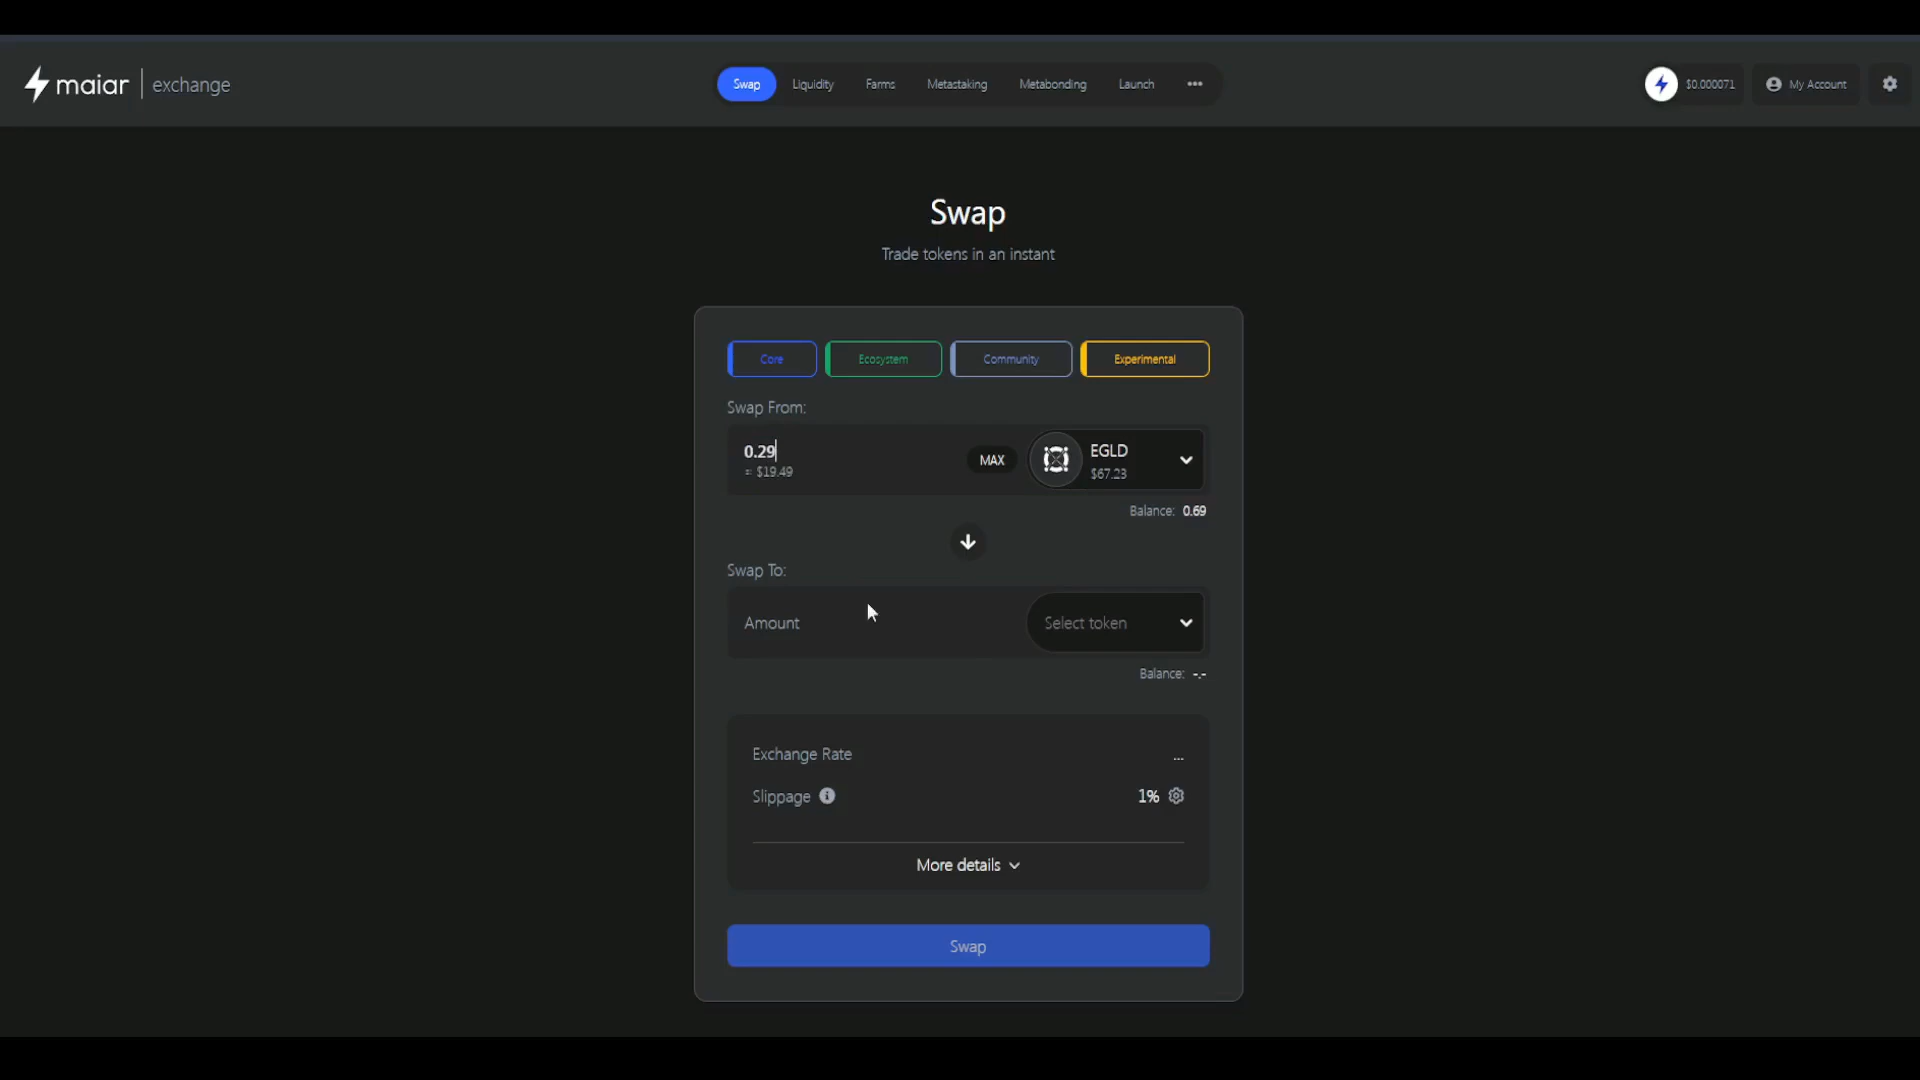 maiar | exchange
Swap Liquidity Farms Metastaking Metabonding Launch •••
$0.000071 My Account
Swap
Trade tokens in an instant
Core Ecosystem Community Experimental
Swap From:
0.29 MAX EGLD
≈ $19.49 $67.23
Balance: 0.69
Swap To:
Amount Select token
Balance: -.-
Exchange Rate ...
Slippage 1%
More details
Swap